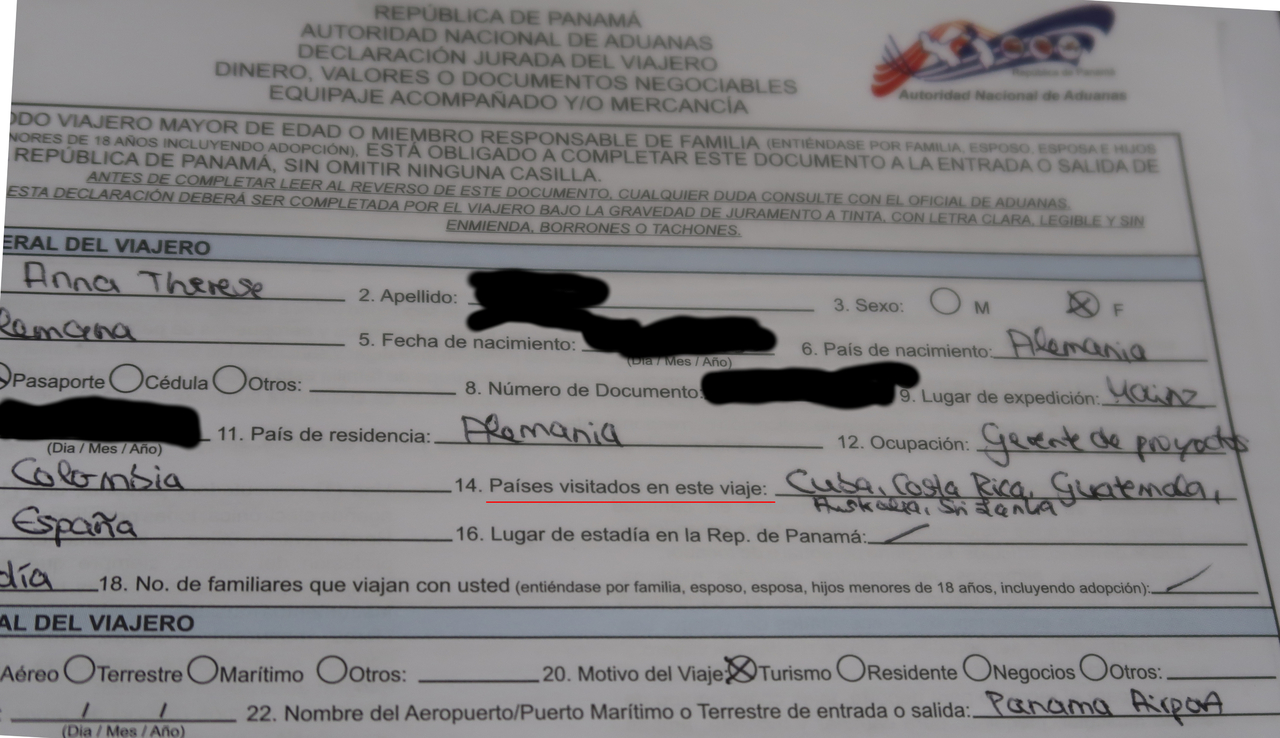 REPÚBLICA DE PANAMÁ
AUTORIDAD NACIONAL DE ADUANAS
DECLARACIÓN JURADA DEL VIAJERO
DINERO, VALORES O DOCUMENTOS NEGOCIABLES
EQUIPAJE ACOMPAÑADO Y/O MERCANCÍA
República de Panamá
Autoridad Nacional de Aduanas
ODO VIAJERO MAYOR DE EDAD O MIEMBRO RESPONSABLE DE FAMILIA (ENTIÉNDASE POR FAMILIA, ESPOSO, ESPOSA E HIJOS
NORES DE 18 AÑOS INCLUYENDO ADOPCIÓN), ESTÁ OBLIGADO A COMPLETAR ESTE DOCUMENTO A LA ENTRADA O SALIDA DE
REPÚBLICA DE PANAMÁ, SIN OMITIR NINGUNA CASILLA.
ANTES DE COMPLETAR LEER AL REVERSO DE ESTE DOCUMENTO, CUALQUIER DUDA CONSULTE CON EL OFICIAL DE ADUANAS.
ESTA DECLARACIÓN DEBERÁ SER COMPLETADA POR EL VIAJERO BAJO LA GRAVEDAD DE JURAMENTO A TINTA, CON LETRA CLARA, LEGIBLE Y SIN
ENMIENDA, BORRONES O TACHONES.
ERAL DEL VIAJERO
Anna Therese 2. Apellido: 3. Sexo: M F
lemana 5. Fecha de nacimiento: 6. País de nacimiento: Alemania
(Día / Mes / Año)
Pasaporte Cédula Otros: 8. Número de Documento: 9. Lugar de expedición: Mainz
11. País de residencia: Alemania 12. Ocupación: Gerente de proyectos
(Dia / Mes / Año)
Colombia 14. Países visitados en este viaje: Cuba, Costa Rica, Guatemala,
Australia, Sri Lanka
España 16. Lugar de estadía en la Rep. de Panamá:
día 18. No. de familiares que viajan con usted (entiéndase por familia, esposo, esposa, hijos menores de 18 años, incluyendo adopción):
AL DEL VIAJERO
Aéreo Terrestre Marítimo Otros: 20. Motivo del Viaje: Turismo Residente Negocios Otros:
: / / 22. Nombre del Aeropuerto/Puerto Marítimo o Terrestre de entrada o salida: Panama Airport
(Día / Mes / Año)